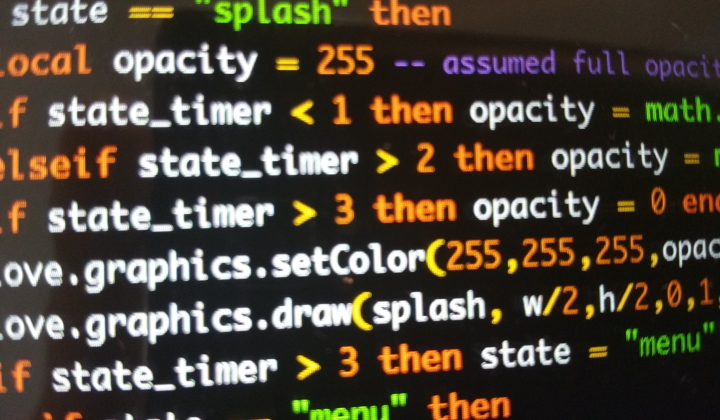 state == "splash" then
local opacity = 255 -- assumed full opacit
if state_timer < 1 then opacity = math.
elseif state_timer > 2 then opacity =
if state_timer > 3 then opacity = 0 end
love.graphics.setColor(255,255,255,opac
love.graphics.draw(splash, w/2,h/2,0,1
if state_timer > 3 then state = "menu"
if state == "menu" then